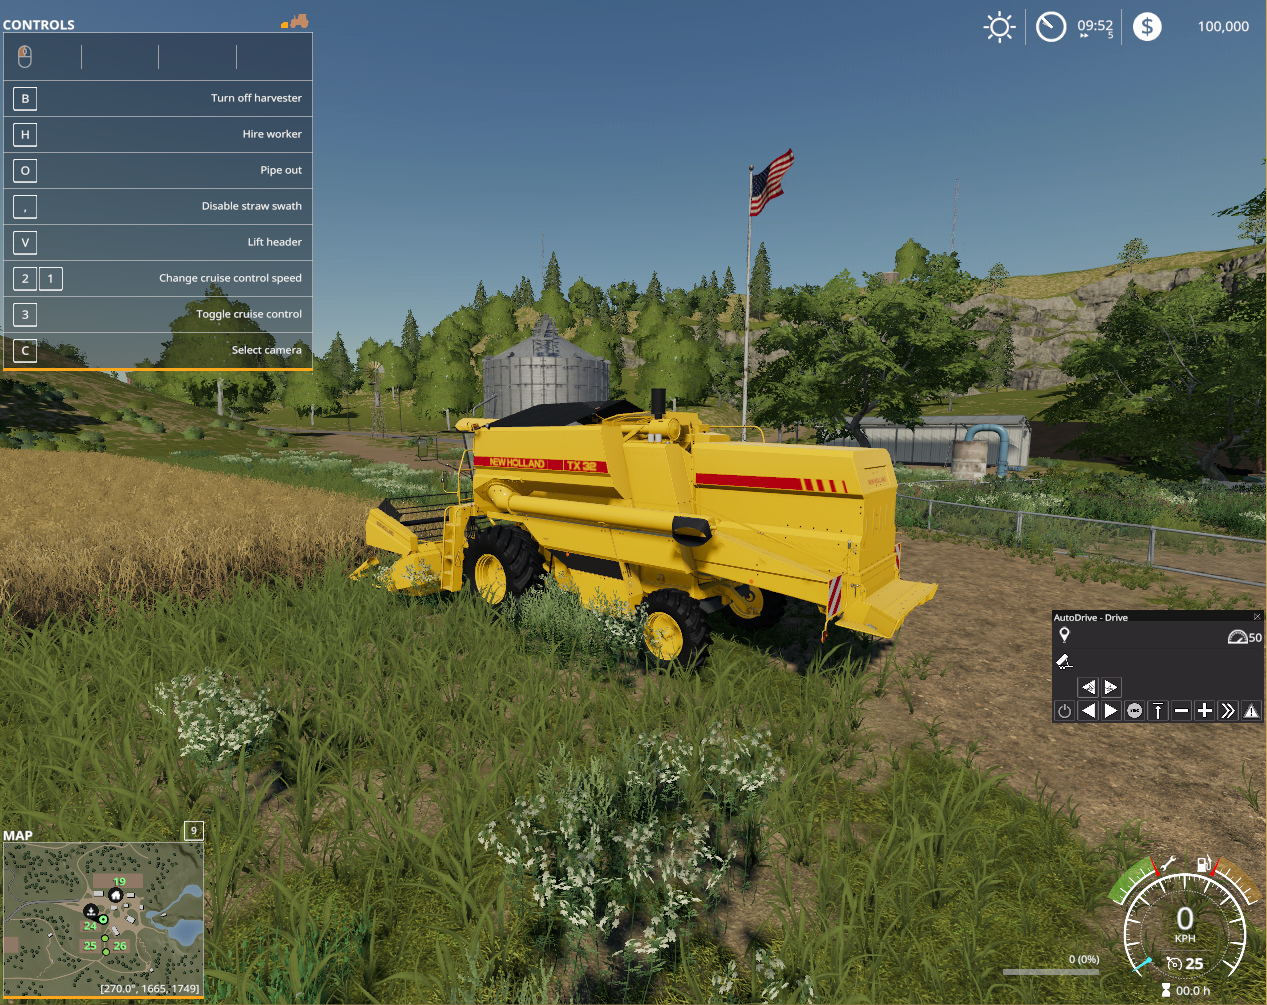 CONTROLS
B Turn off harvester
H Hire worker
O Pipe out
, Disable straw swath
V Lift header
2 1 Change cruise control speed
3 Toggle cruise control
C Select camera
09:52
5
$
100,000
NEW HOLLAND TX 32
AutoDrive - Drive
50
MAP
9
19
24
25 26
[270.0°, 1665, 1749]
0
KPH
25
0 (0%)
00.0 h